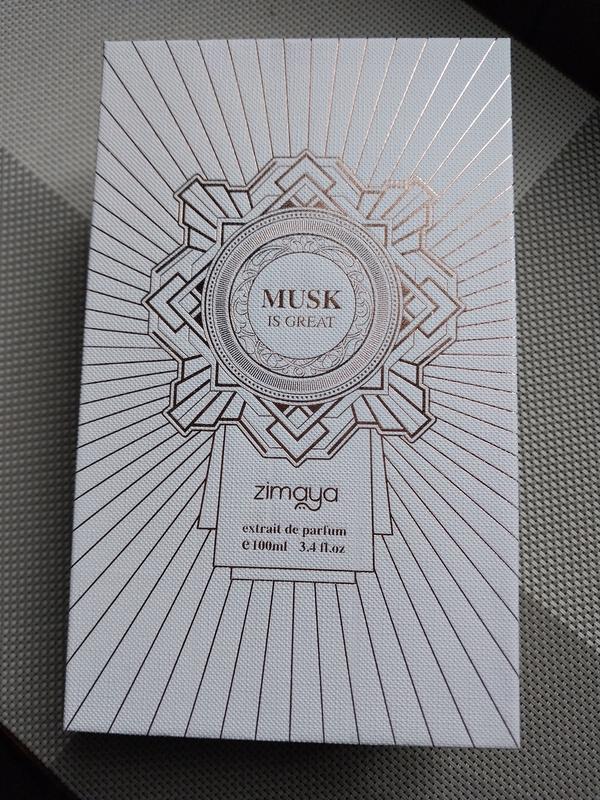 MUSK
IS GREAT
zimaya
extrait de parfum
e 100ml 3.4 fl.oz